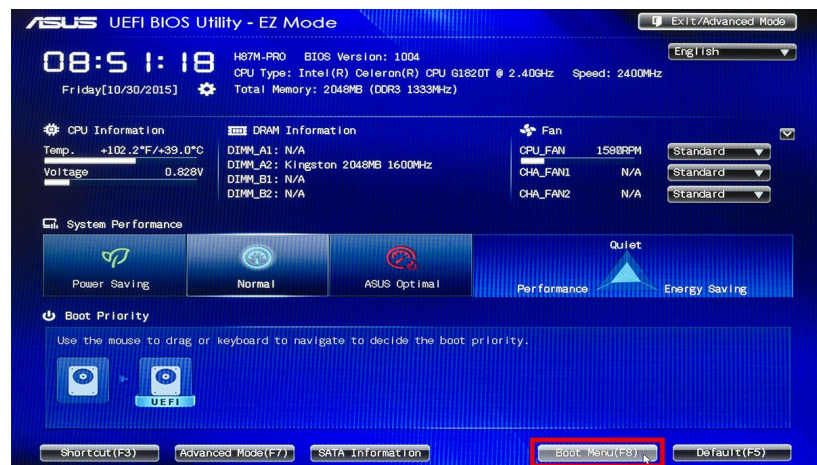 ASUS UEFI BIOS Utility - EZ Mode
Exit/Advanced Mode
08:51:18
Friday[10/30/2015]
H87M-PRO BIOS Version: 1004
CPU Type: Intel(R) Celeron(R) CPU G1820T @ 2.40GHz Speed: 2400MHz
Total Memory: 2048MB (DDR3 1333MHz)
English
CPU Information
Temp. +102.2°F/+39.0°C
Voltage 0.828V
DRAM Information
DIMM_A1: N/A
DIMM_A2: Kingston 2048MB 1600MHz
DIMM_B1: N/A
DIMM_B2: N/A
Fan
CPU_FAN 1590RPM Standard
CHA_FAN1 N/A Standard
CHA_FAN2 N/A Standard
System Performance
Power Saving
Normal
ASUS Optimal
Quiet
Performance
Energy Saving
Boot Priority
Use the mouse to drag or keyboard to navigate to decide the boot priority.
UEFI
Shortcut(F3)
Advanced Mode(F7)
SATA Information
Boot Menu(F8)
Default(F5)